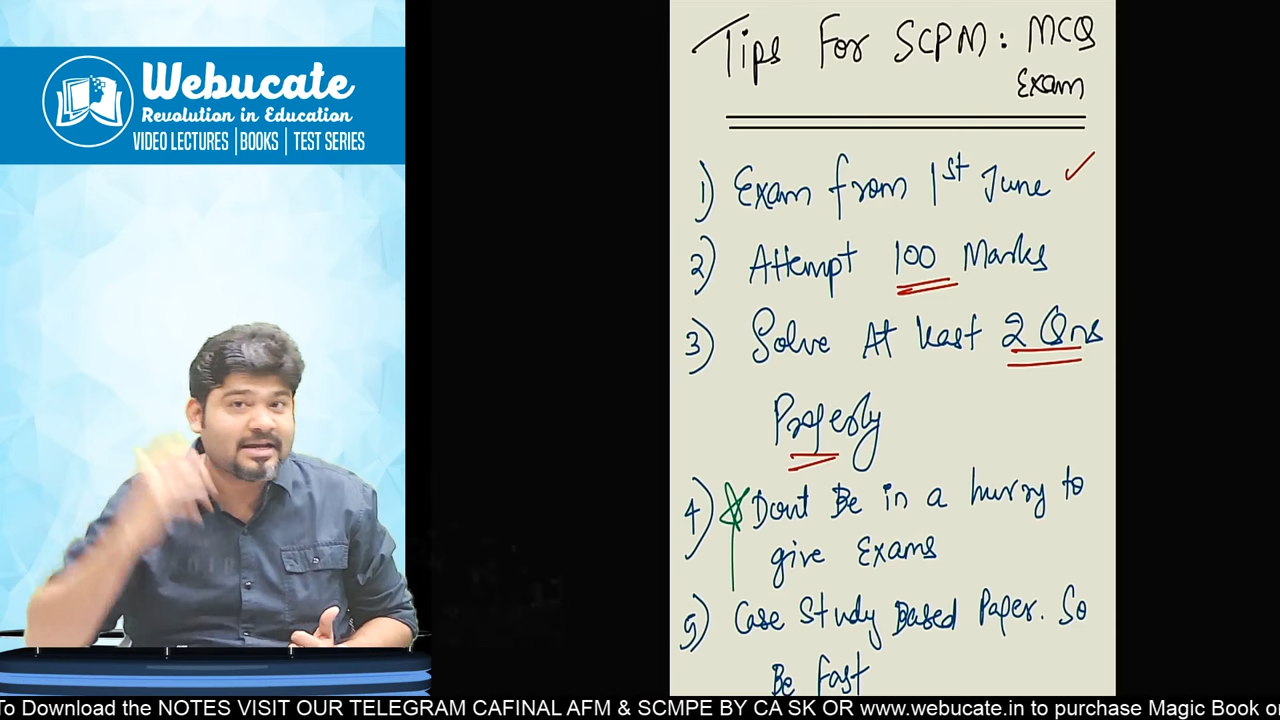 Webucate
Revolution in Education
VIDEO LECTURES | BOOKS | TEST SERIES
Tips For SCPM: MCQ
Exam
1) Exam from 1st June ✓
2) Attempt 100 Marks
3) Solve At least 2 Qns
Properly
4) Dont Be in a hurry to
give Exams
5) Case Study Based Paper. So
Be fast
To Download the NOTES VISIT OUR TELEGRAM CAFINAL AFM & SCMPE BY CA SK OR www.webucate.in to purchase Magic Book o